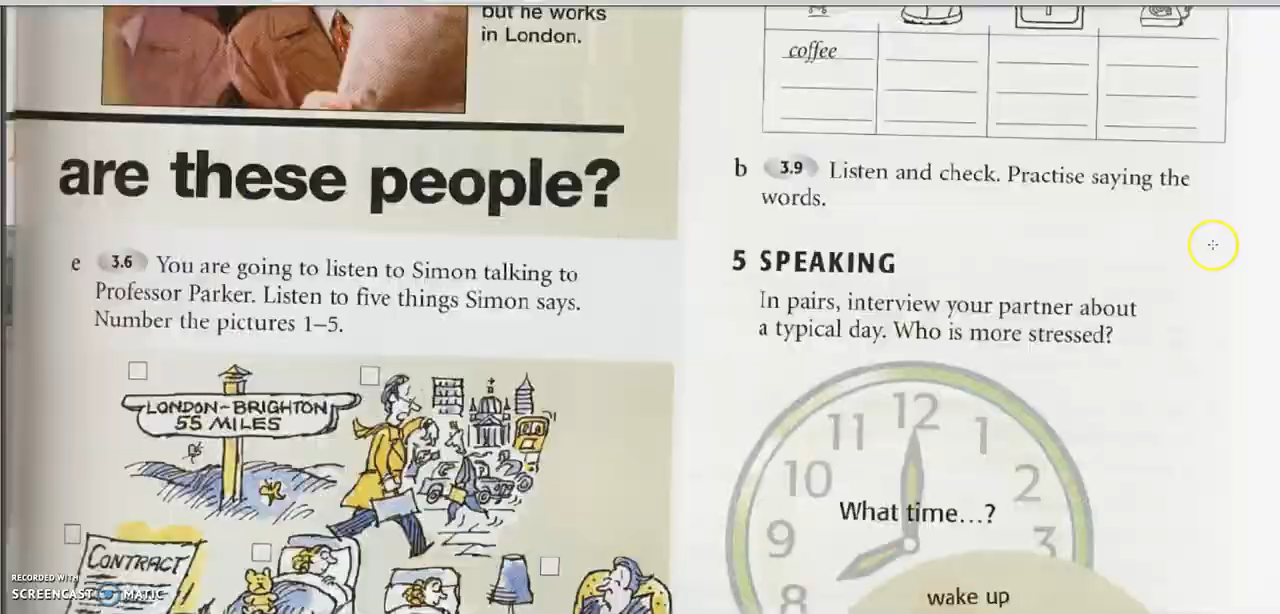 but he works
in London.
are these people?
e 3.6 You are going to listen to Simon talking to
Professor Parker. Listen to five things Simon says.
Number the pictures 1–5.
LONDON–BRIGHTON
55 MILES
CONTRACT
coffee
b 3.9 Listen and check. Practise saying the
words.
5 SPEAKING
In pairs, interview your partner about
a typical day. Who is more stressed?
12
11
1
10
2
What time...?
9
3
8
wake up
RECORDED WITH
SCREENCAST MATIC